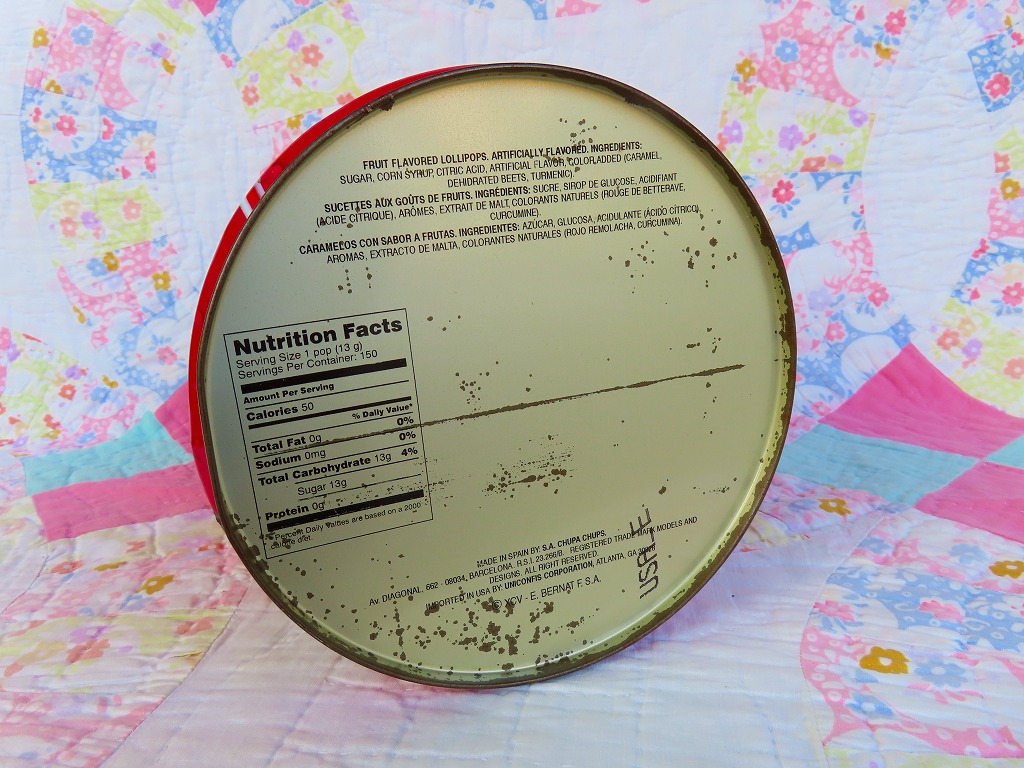 FRUIT FLAVORED LOLLIPOPS. ARTIFICIALLY FLAVORED. INGREDIENTS:
SUGAR, CORN SYRUP, CITRIC ACID, ARTIFICIAL FLAVOR, COLOR ADDED (CARAMEL,
DEHIDRATED BEETS, TURMENIC).
SUCETTES AUX GOÛTS DE FRUITS. INGRÉDIENTS: SUCRE, SIROP DE GLUCOSE, ACIDIFIANT
(ACIDE CITRIQUE), ARÔMES, EXTRAIT DE MALT, COLORANTS NATURELS (ROUGE DE BETTERAVE,
CURCUMINE).
CARAMELOS CON SABOR A FRUTAS. INGREDIENTES: AZÚCAR, GLUCOSA, ACIDULANTE (ÁCIDO CÍTRICO),
AROMAS, EXTRACTO DE MALTA, COLORANTES NATURALES (ROJO REMOLACHA, CURCUMINA).
Nutrition Facts
Serving Size 1 pop (13 g)
Servings Per Container: 150
Amount Per Serving
Calories 50
% Daily Value*
Total Fat 0g 0%
Sodium 0mg 0%
Total Carbohydrate 13g 4%
Sugar 13g
Protein 0g
Percent Daily Values are based on a 2000
calorie diet.
MADE IN SPAIN BY: S.A. CHUPA CHUPS.
Av. DIAGONAL, 662 - 08034, BARCELONA. R.S.I. 23.266/B. REGISTERED TRADE MARK MODELS AND
DESIGNS. ALL RIGHT RESERVED.
IMPORTED IN USA BY: UNICONFIS CORPORATION, ATLANTA, GA
© XCV - E. BERNAT F. S.A.
USA-E